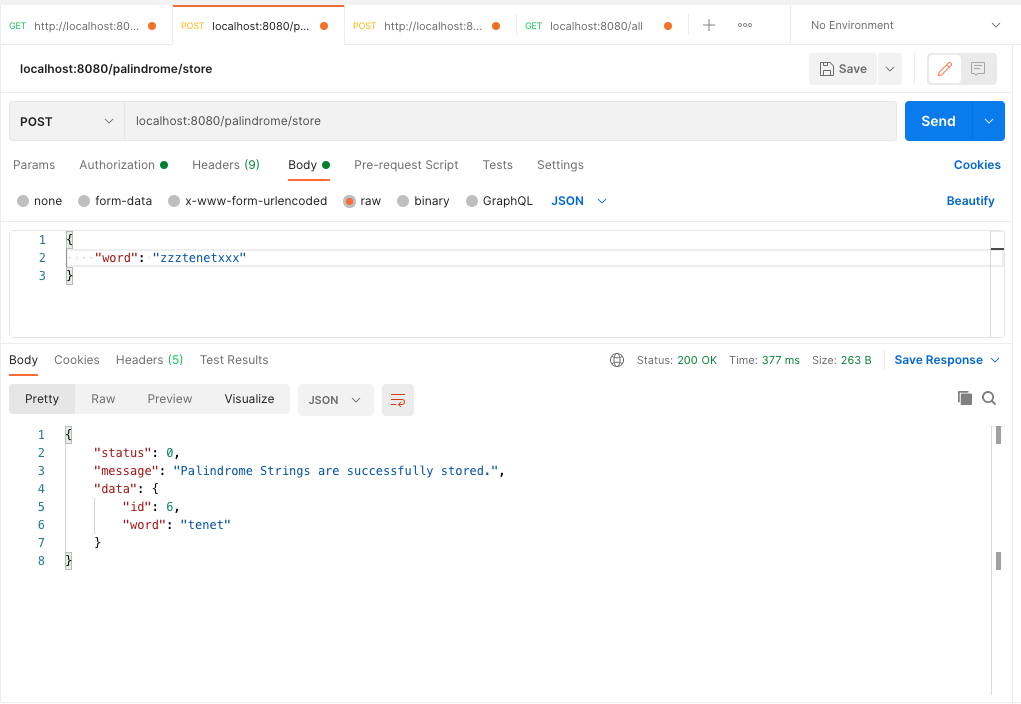 GET http://localhost:80... POST localhost:8080/p... POST http://localhost:8... GET localhost:8080/all No Environment
localhost:8080/palindrome/store Save
POST localhost:8080/palindrome/store Send
Params Authorization Headers (9) Body Pre-request Script Tests Settings Cookies
none form-data x-www-form-urlencoded raw binary GraphQL JSON Beautify
1 {
2 "word": "zzztenetxxx"
3 }
Body Cookies Headers (5) Test Results Status: 200 OK Time: 377 ms Size: 263 B Save Response
Pretty Raw Preview Visualize JSON
1 {
2 "status": 0,
3 "message": "Palindrome Strings are successfully stored.",
4 "data": {
5 "id": 6,
6 "word": "tenet"
7 }
8 }